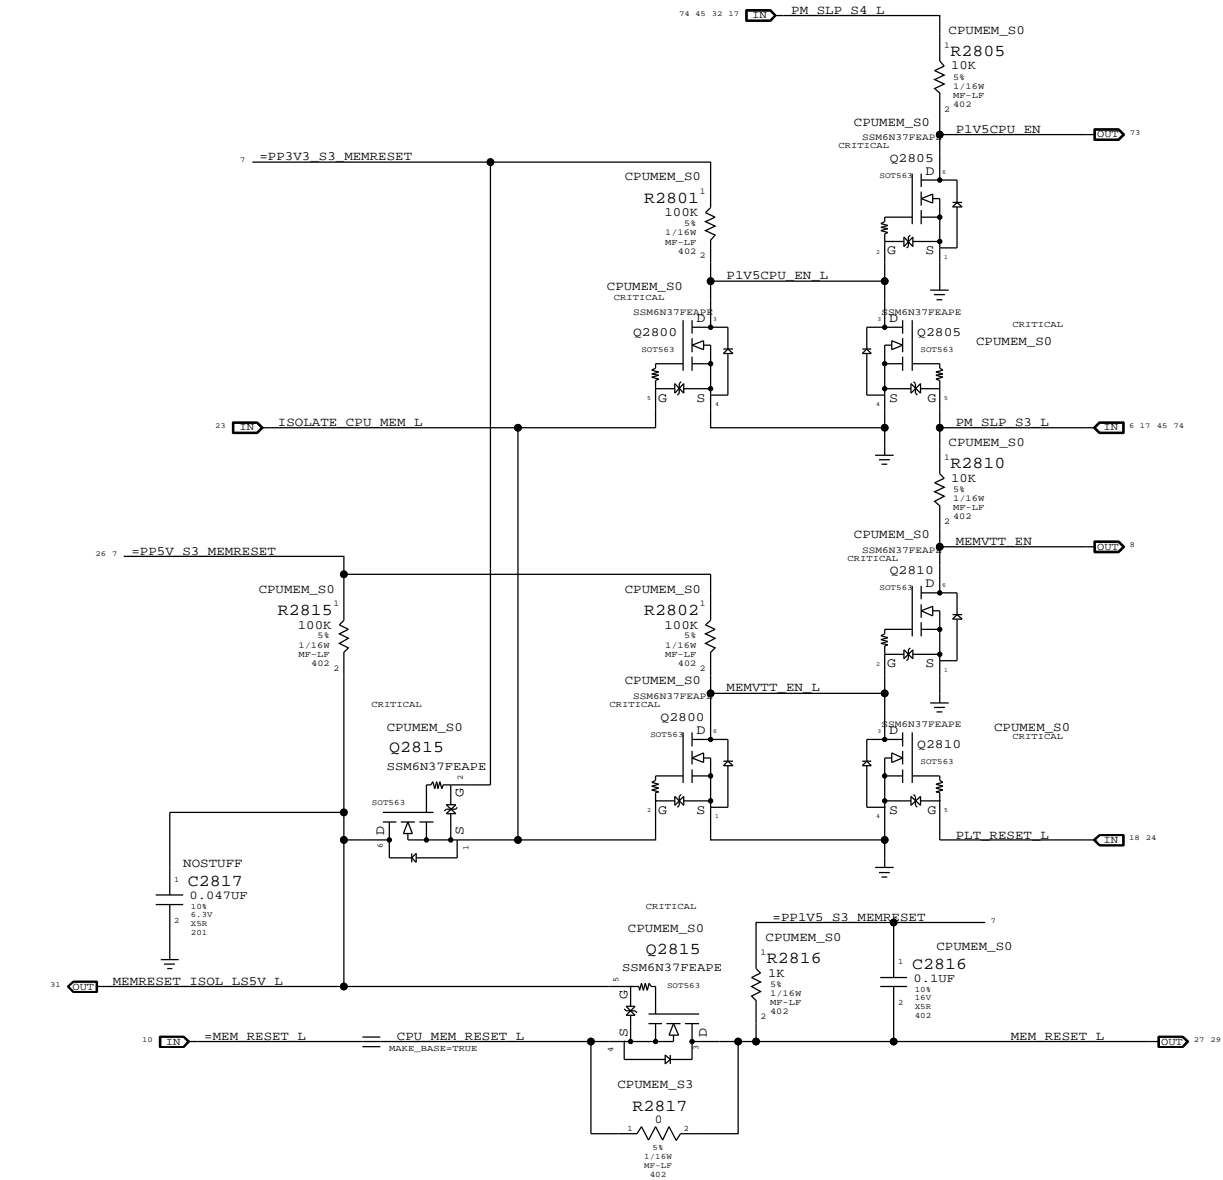 74 45 32 17 IN PM_SLP_S4_L
CPUMEM_S0
1
R2805
10K
5%
1/16W
MF-LF
402
2
CPUMEM_S0
P1V5CPU_EN
OUT 73
SSM6N37FEAPE
CRITICAL
Q2805
SOT563
D 6
2 G S 1
7 =PP3V3_S3_MEMRESET
CPUMEM_S0
R2801 1
100K
5%
1/16W
MF-LF
402 2
P1V5CPU_EN_L
CPUMEM_S0
CRITICAL
SSM6N37FEAPE
D 3
Q2800
SOT563
5 G S 4
SSM6N37FEAPE
3 D
Q2805
SOT563
CRITICAL
CPUMEM_S0
4 S G 5
23 IN ISOLATE_CPU_MEM_L
PM_SLP_S3_L
IN 6 17 45 74
CPUMEM_S0
1
R2810
10K
5%
1/16W
MF-LF
402
2
CPUMEM_S0
MEMVTT_EN
OUT 8
SSM6N37FEAPE
CRITICAL
Q2810
SOT563
D 6
2 G S 1
26 7 =PP5V_S3_MEMRESET
CPUMEM_S0
R2815 1
100K
5%
1/16W
MF-LF
402 2
CPUMEM_S0
R2802 1
100K
5%
1/16W
MF-LF
402 2
CPUMEM_S0
MEMVTT_EN_L
SSM6N37FEAPE
CRITICAL
Q2800
SOT563
D 6
2 G S 1
SSM6N37FEAPE
3 D
Q2810
SOT563
CPUMEM_S0
CRITICAL
4 S G 5
PLT_RESET_L
IN 18 24
CRITICAL
CPUMEM_S0
Q2815
SSM6N37FEAPE
SOT563
G 2
6 D S 1
NOSTUFF
1 C2817
0.047UF
10%
2 6.3V
X5R
201
CRITICAL
CPUMEM_S0
Q2815
SSM6N37FEAPE
SOT563
5 G
4 S D 3
=PP1V5_S3_MEMRESET 7
CPUMEM_S0
1
R2816
1K
5%
1/16W
MF-LF
402
2
CPUMEM_S0
1 C2816
0.1UF
10%
2 16V
X5R
402
31 OUT MEMRESET_ISOL_LS5V_L
10 IN =MEM_RESET_L
CPU_MEM_RESET_L
MAKE_BASE=TRUE
MEM_RESET_L
OUT 27 29
CPUMEM_S3
R2817
0
1 2
5%
1/16W
MF-LF
402